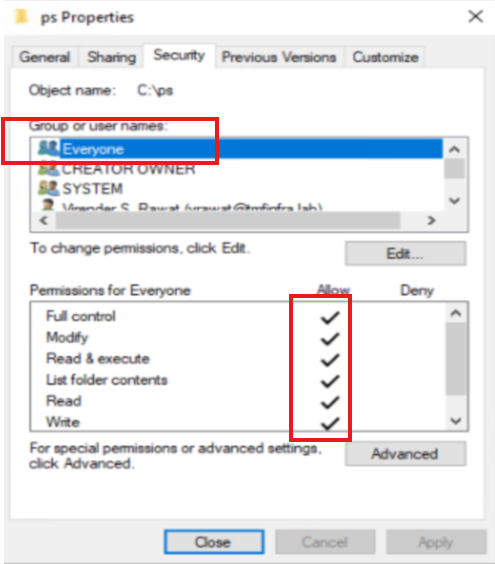 ps Properties
General Sharing Security Previous Versions Customize
Object name: C:\ps
Group or user names:
Everyone
CREATOR OWNER
SYSTEM
Virender S. Rawat (vrawat@tmfinfra.lab)
To change permissions, click Edit.
Edit...
Permissions for Everyone Allow Deny
Full control
Modify
Read & execute
List folder contents
Read
Write
For special permissions or advanced settings,
click Advanced.
Advanced
Close Cancel Apply